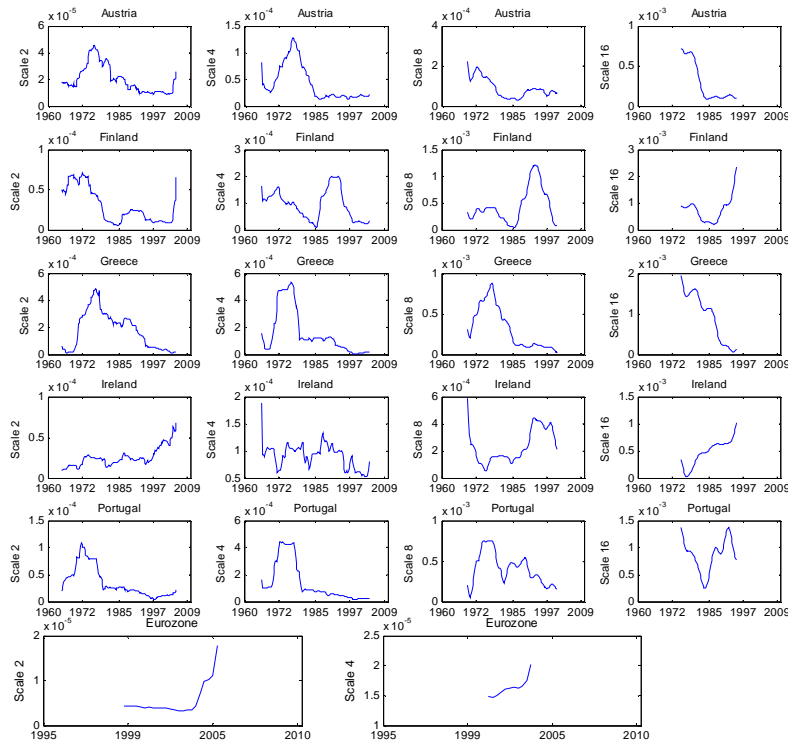 x 10^-5 Austria
x 10^-4 Austria
x 10^-4 Austria
x 10^-3 Austria
Scale 2 6 4 2 0 1960 1972 1985 1997 2009
Scale 4 1.5 1 0.5 0 1960 1972 1985 1997 2009
Scale 8 4 2 0 1960 1972 1985 1997 2009
Scale 16 1 0.5 0 1960 1972 1985 1997 2009
x 10^-4 Finland
x 10^-4 Finland
x 10^-3 Finland
x 10^-3 Finland
Scale 2 1 0.5 0 1960 1972 1985 1997 2009
Scale 4 3 2 1 0 1960 1972 1985 1997 2009
Scale 8 1.5 1 0.5 0 1960 1972 1985 1997 2009
Scale 16 3 2 1 0 1960 1972 1985 1997 2009
x 10^-4 Greece
x 10^-4 Greece
x 10^-3 Greece
x 10^-3 Greece
Scale 2 6 4 2 0 1960 1972 1985 1997 2009
Scale 4 6 4 2 0 1960 1972 1985 1997 2009
Scale 8 1 0.5 0 1960 1972 1985 1997 2009
Scale 16 2 1 0 1960 1972 1985 1997 2009
x 10^-4 Ireland
x 10^-4 Ireland
x 10^-4 Ireland
x 10^-3 Ireland
Scale 2 1 0.5 0 1960 1972 1985 1997 2009
Scale 4 2 1.5 1 0.5 1960 1972 1985 1997 2009
Scale 8 6 4 2 0 1960 1972 1985 1997 2009
Scale 16 1.5 1 0.5 0 1960 1972 1985 1997 2009
x 10^-4 Portugal
x 10^-4 Portugal
x 10^-3 Portugal
x 10^-3 Portugal
Scale 2 1.5 1 0.5 0 1960 1972 1985 1997 2009
Scale 4 6 4 2 0 1960 1972 1985 1997 2009
Scale 8 1 0.5 0 1960 1972 1985 1997 2009
Scale 16 1.5 1 0.5 0 1960 1972 1985 1997 2009
x 10^-5 Eurozone
x 10^-5 Eurozone
Scale 2 2 1 0 1995 1999 2005 2010
Scale 4 2.5 2 1.5 1 1995 1999 2005 2010